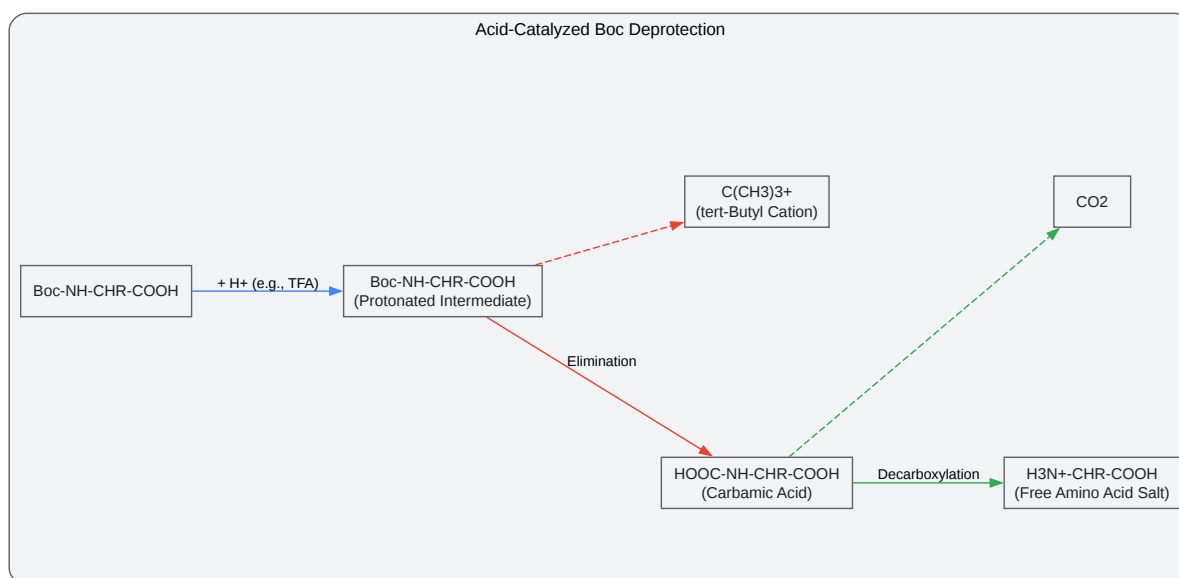 Acid-Catalyzed Boc Deprotection
C(CH3)3+
(tert-Butyl Cation)
CO2
Boc-NH-CHR-COOH
+ H+ (e.g., TFA)
Boc-NH-CHR-COOH
(Protonated Intermediate)
Elimination
HOOC-NH-CHR-COOH
(Carbamic Acid)
Decarboxylation
H3N+-CHR-COOH
(Free Amino Acid Salt)